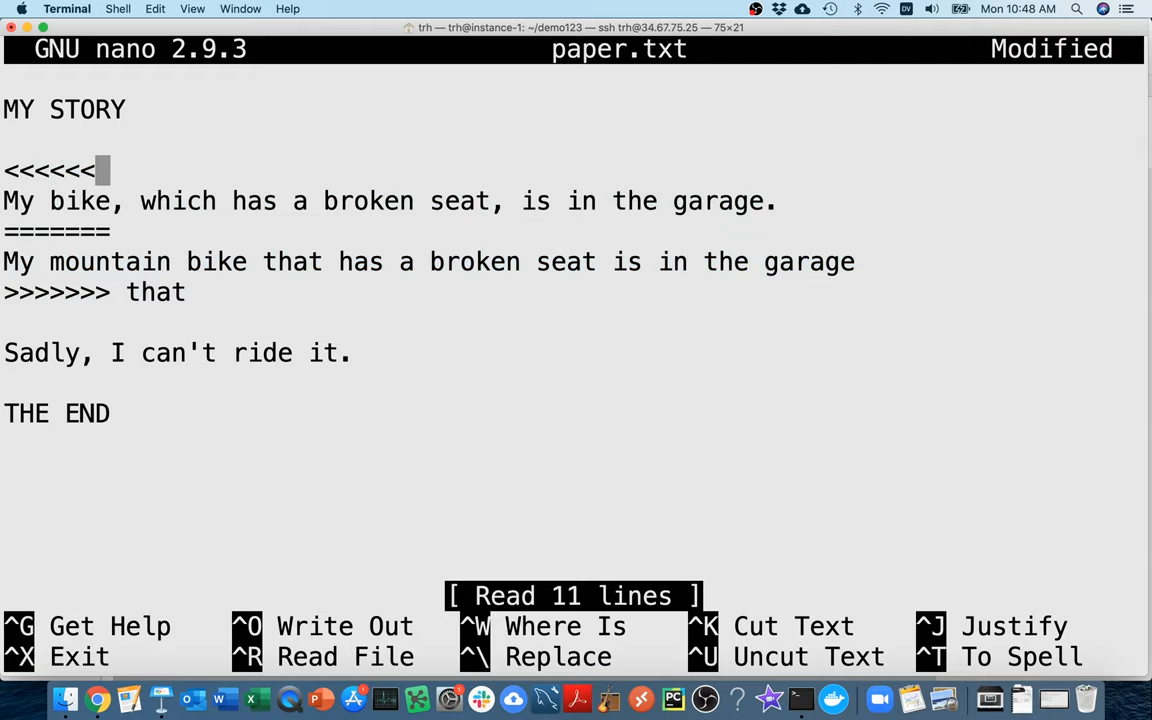 Terminal Shell Edit View Window Help Mon 10:48 AM
trh — trh@instance-1: ~/demo123 — ssh trh@34.67.75.25 — 75×21
GNU nano 2.9.3 paper.txt Modified
MY STORY
<<<<<<
My bike, which has a broken seat, is in the garage.
=======
My mountain bike that has a broken seat is in the garage
>>>>>>> that
Sadly, I can't ride it.
THE END
[ Read 11 lines ]
^G Get Help ^O Write Out ^W Where Is ^K Cut Text ^J Justify
^X Exit ^R Read File ^\ Replace ^U Uncut Text ^T To Spell